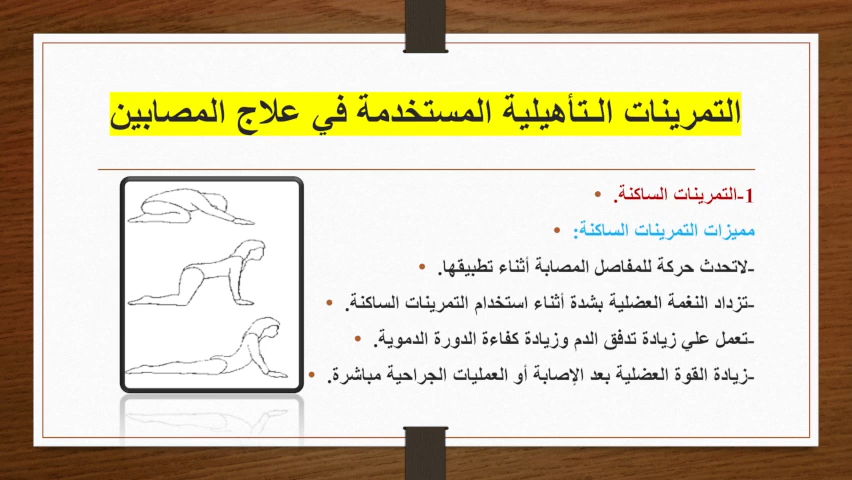 التمرينات الـتأهيلية المستخدمة في علاج المصابين
1-التمرينات الساكنة.
مميزات التمرينات الساكنة:
-لاتحدث حركة للمفاصل المصابة أثناء تطبيقها.
-تزداد النغمة العضلية بشدة أثناء استخدام التمرينات الساكنة.
-تعمل علي زيادة تدفق الدم وزيادة كفاءة الدورة الدموية.
-زيادة القوة العضلية بعد الإصابة أو العمليات الجراحية مباشرة.